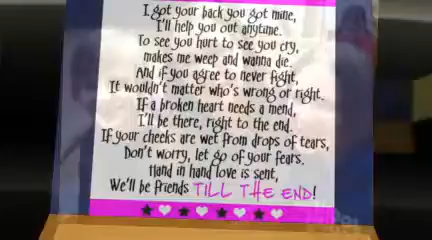 I got your back you got mine,
I'll help you out anytime.
To see you hurt to see you cry,
makes me weep and wanna die.
And if you agree to never fight,
It wouldn't matter who's wrong or right.
If a broken heart needs a mend,
I'll be there, right to the end.
If your cheeks are wet from drops of tears,
Don't worry, let go of your fears.
Hand in hand love is sent,
We'll be friends TILL THE END!